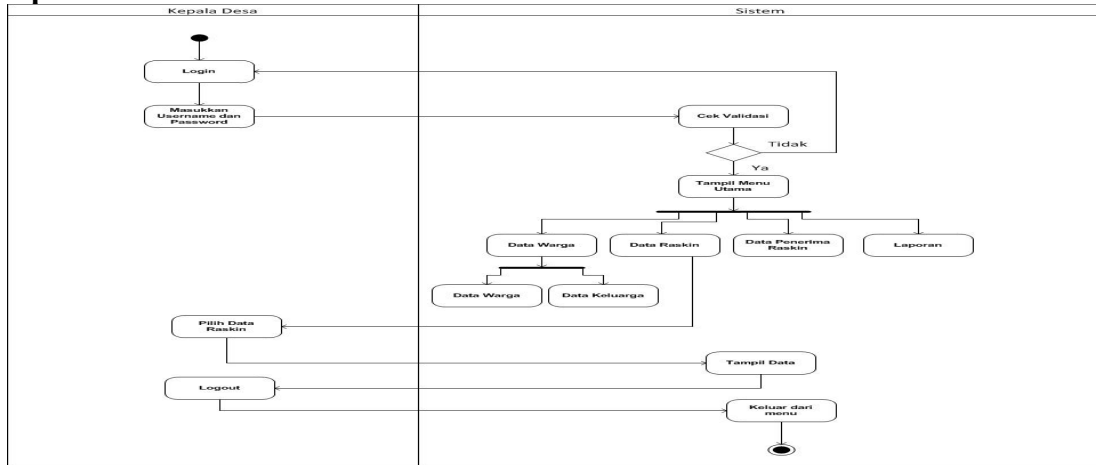 Kepala Desa
Sistem
Login
Masukkan
Username dan
Password
Cek Validasi
Tidak
Ya
Tampil Menu
Utama
Data Warga
Data Raskin
Data Penerima
Raskin
Laporan
Data Warga
Data Keluarga
Pilih Data
Raskin
Tampil Data
Logout
Keluar dari
menu